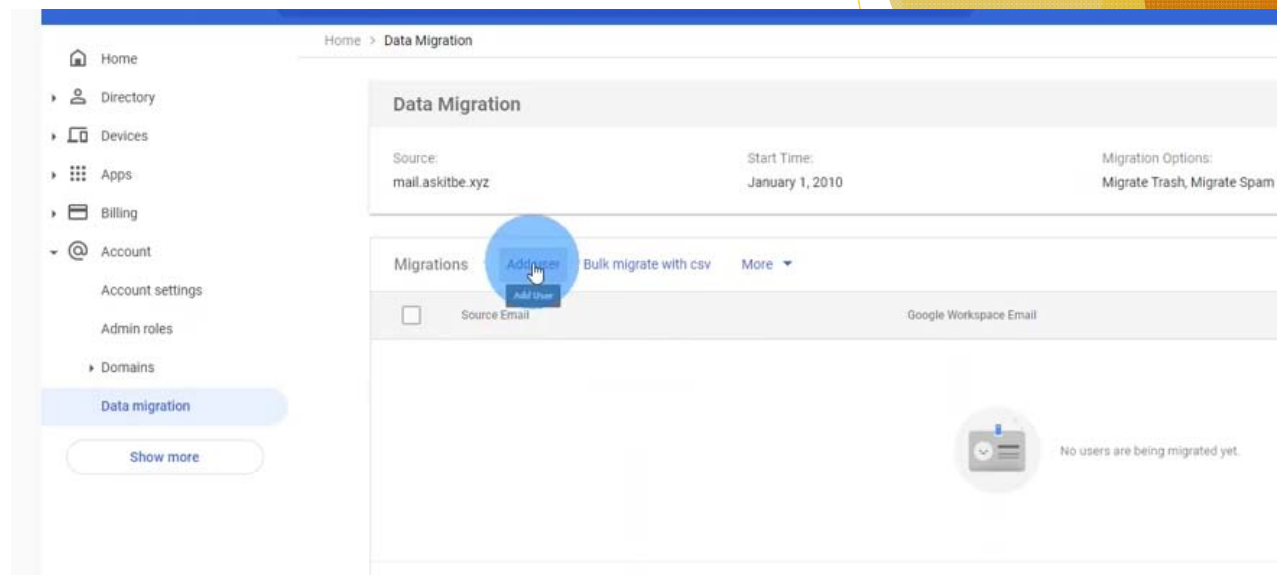 Home > Data Migration
Home
Directory
Devices
Apps
Billing
Account
Account settings
Admin roles
Domains
Data migration
Show more
Data Migration
Source: Start Time: Migration Options:
mail.askitbe.xyz January 1, 2010 Migrate Trash, Migrate Spam
Migrations Add user Bulk migrate with csv More
Add User
Source Email Google Workspace Email
No users are being migrated yet.